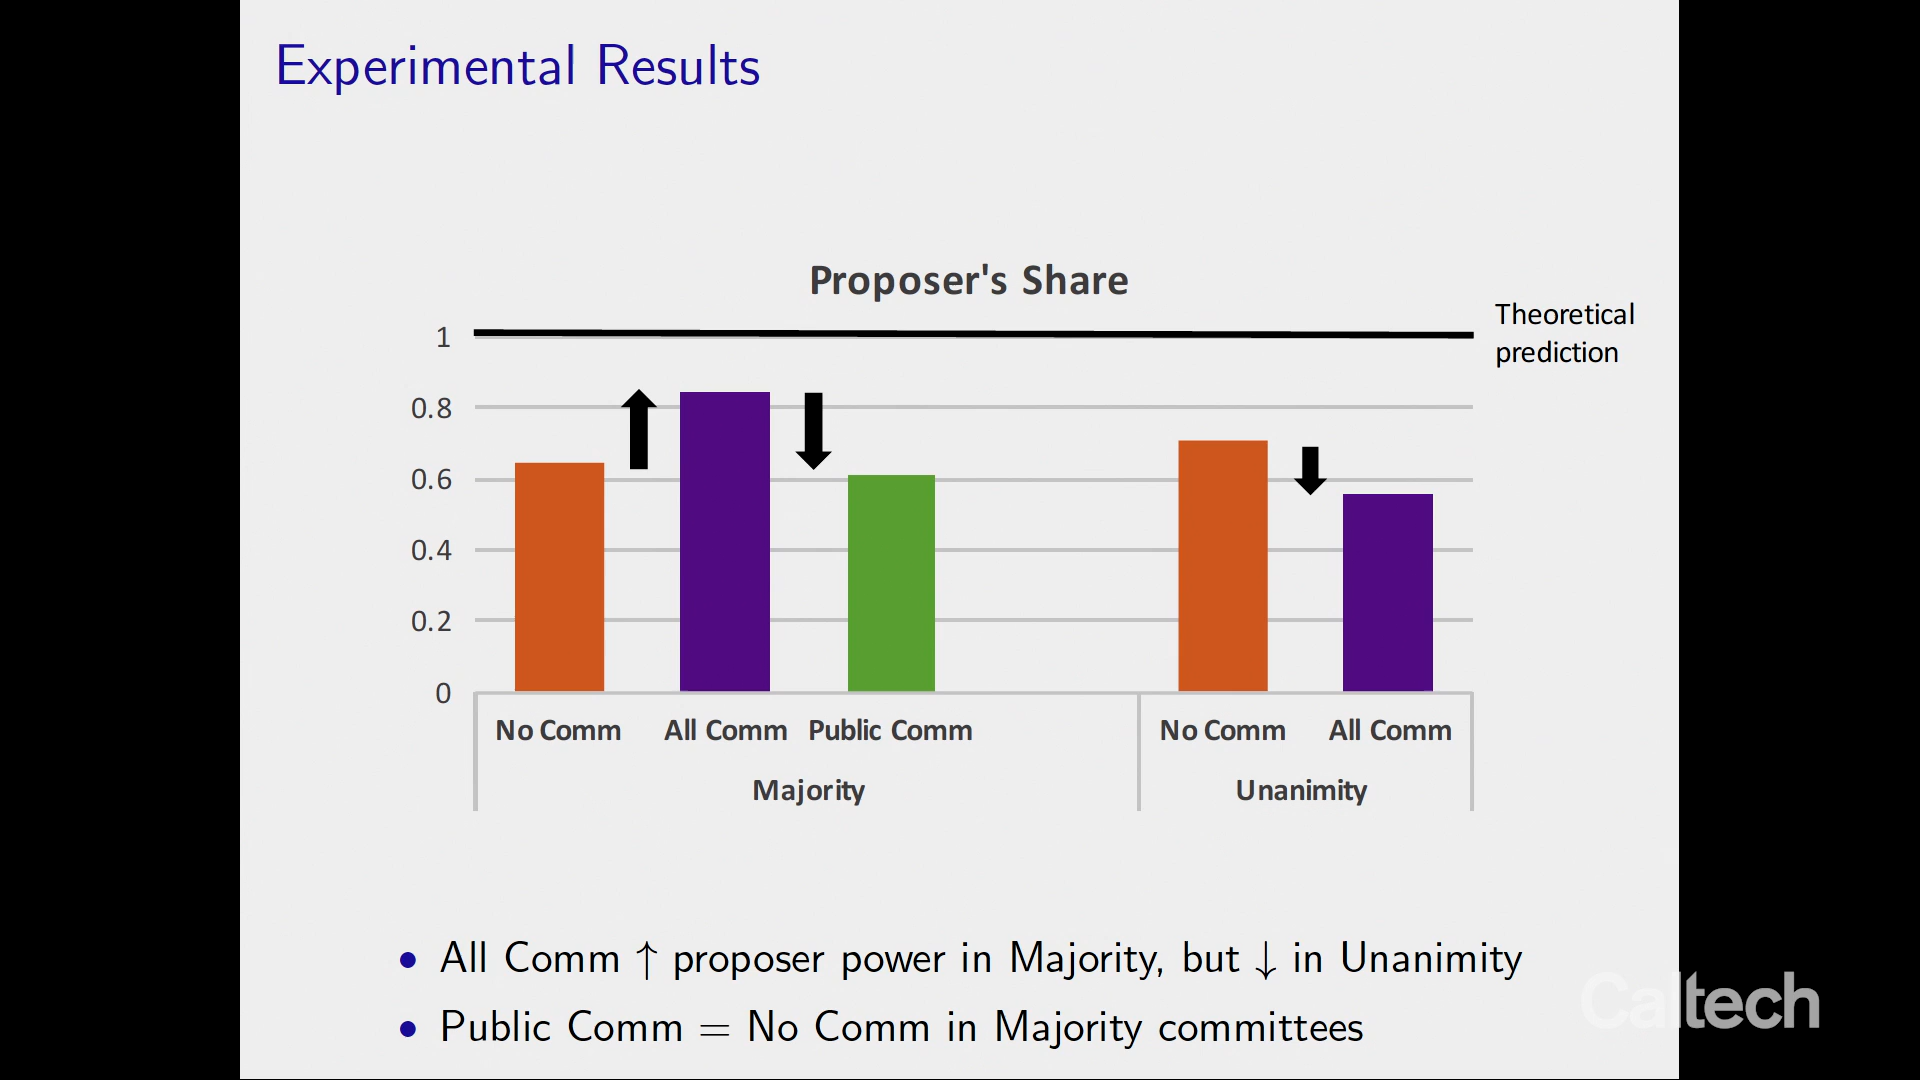 Experimental Results
Proposer's Share
Theoretical
prediction
1
0.8
0.6
0.4
0.2
0
No Comm All Comm Public Comm No Comm All Comm
Majority Unanimity
• All Comm ↑ proposer power in Majority, but ↓ in Unanimity
• Public Comm = No Comm in Majority committees
Caltech